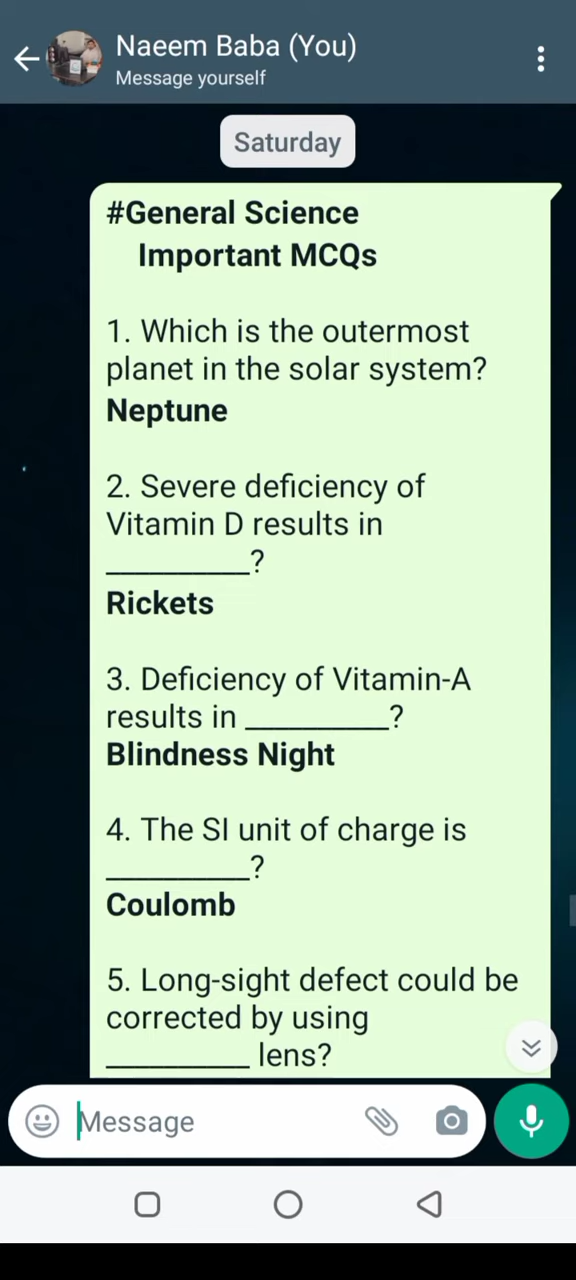 Naeem Baba (You)
Message yourself
Saturday
#General Science
Important MCQs
1. Which is the outermost
planet in the solar system?
Neptune
2. Severe deficiency of
Vitamin D results in
__________?
Rickets
3. Deficiency of Vitamin-A
results in __________?
Blindness Night
4. The SI unit of charge is
__________?
Coulomb
5. Long-sight defect could be
corrected by using
__________ lens?
Message